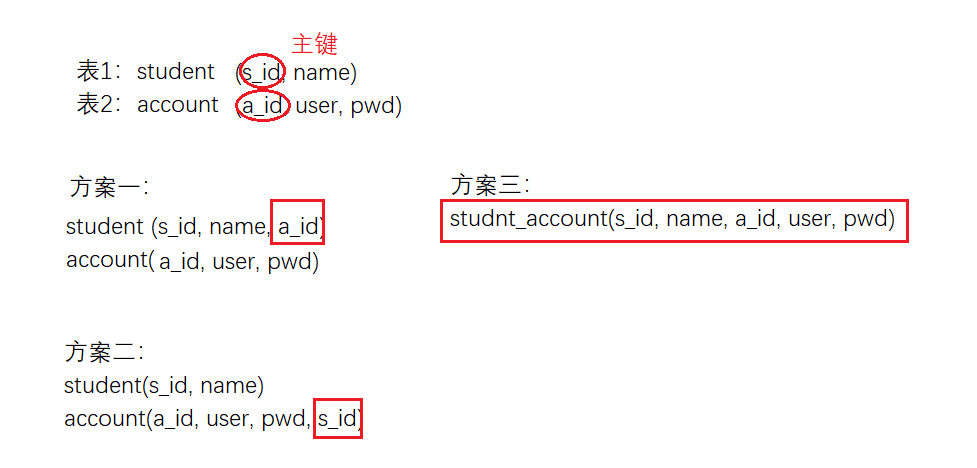 主键
表1：student (s_id, name)
表2：account (a_id, user, pwd)
方案一：
student (s_id, name, a_id)
account( a_id, user, pwd)
方案三：
studnt_account(s_id, name, a_id, user, pwd)
方案二：
student(s_id, name)
account(a_id, user, pwd, s_id)